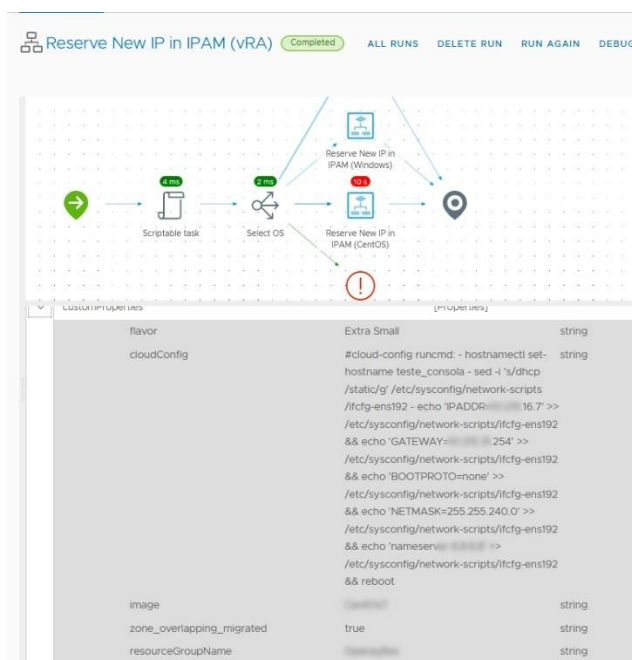 Reserve New IP in IPAM (vRA) Completed ALL RUNS DELETE RUN RUN AGAIN DEBUG
Reserve New IP in
IPAM (Windows)
4 ms 2 ms 10 s
Scriptable task Select OS Reserve New IP in
IPAM (CentOS)
customProperties [Properties]
flavor Extra Small string
cloudConfig #cloud-config runcmd: - hostnamectl set- string
hostname teste_consola - sed -i 's/dhcp
/static/g' /etc/sysconfig/network-scripts
/ifcfg-ens192 - echo 'IPADDR= 16.7' >>
/etc/sysconfig/network-scripts/ifcfg-ens192
&& echo 'GATEWAY= .254' >>
/etc/sysconfig/network-scripts/ifcfg-ens192
&& echo 'BOOTPROTO=none' >>
/etc/sysconfig/network-scripts/ifcfg-ens192
&& echo 'NETMASK=255.255.240.0' >>
/etc/sysconfig/network-scripts/ifcfg-ens192
&& echo 'nameserver >>
/etc/sysconfig/network-scripts/ifcfg-ens192
&& reboot
image string
zone_overlapping_migrated true string
resourceGroupName string